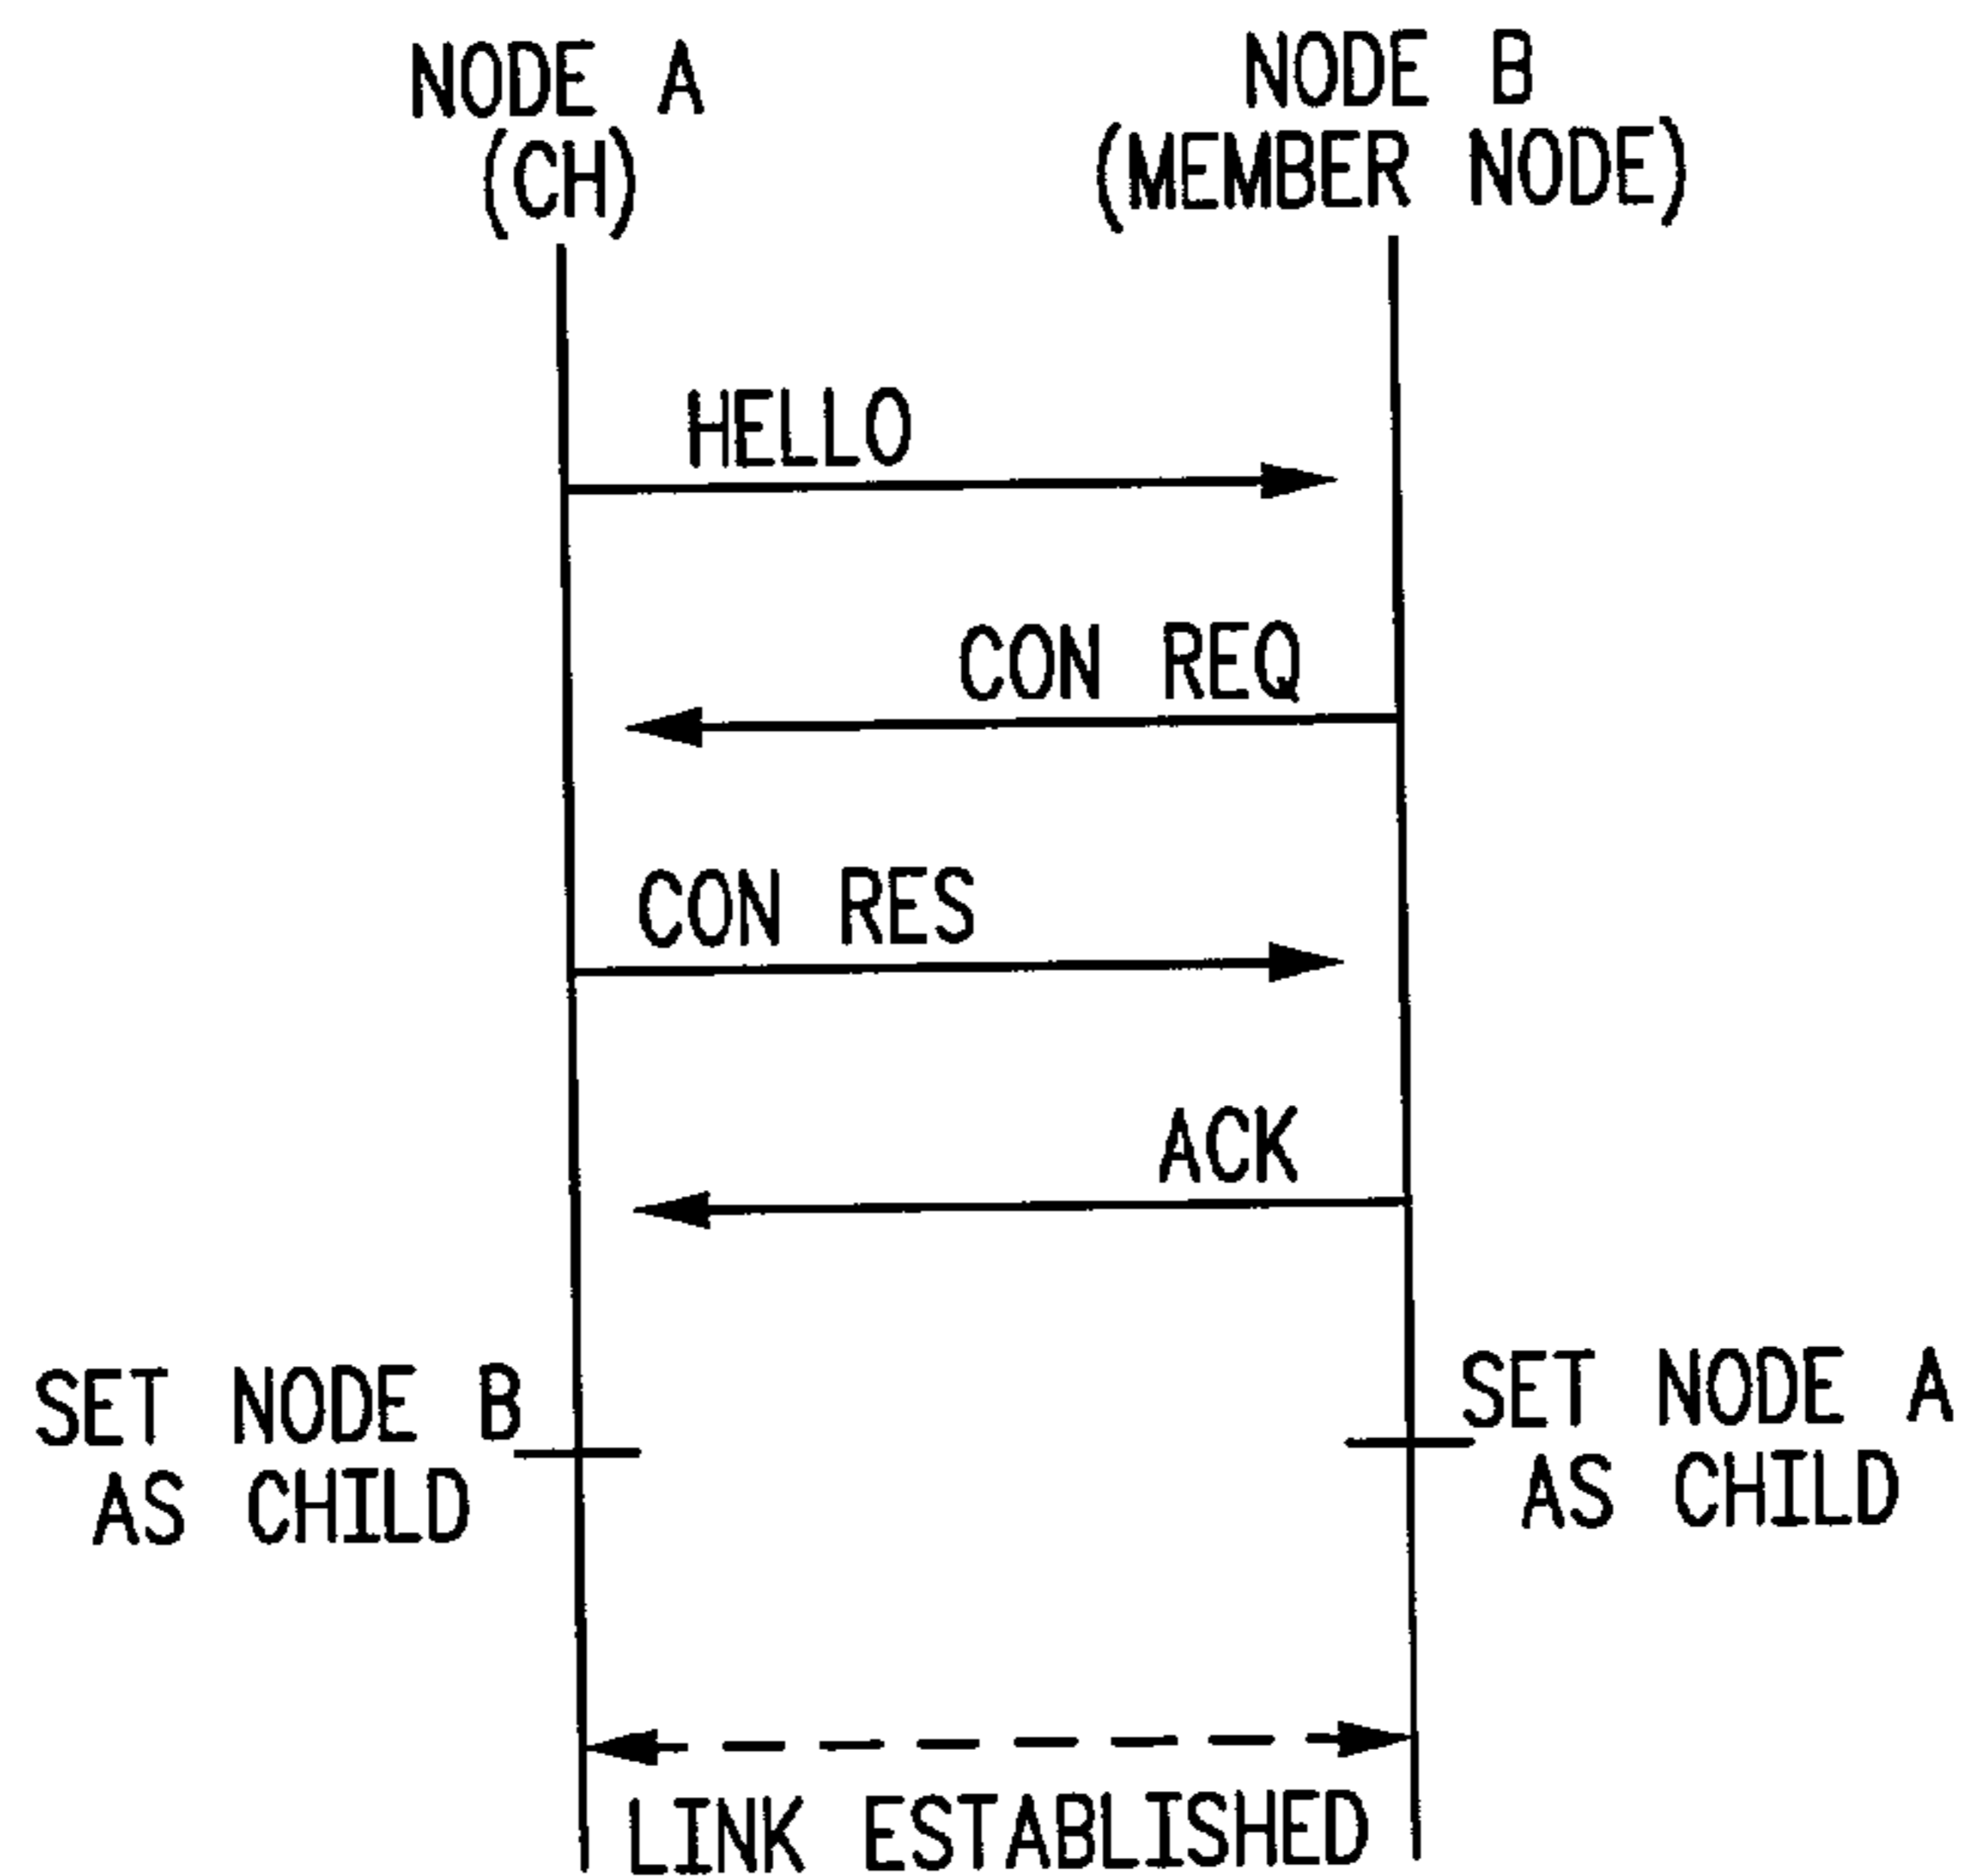 NODE A
(CH)
NODE B
(MEMBER NODE)
HELLO
CON REQ
CON RES
ACK
SET NODE B
AS CHILD
SET NODE A
AS CHILD
LINK ESTABLISHED